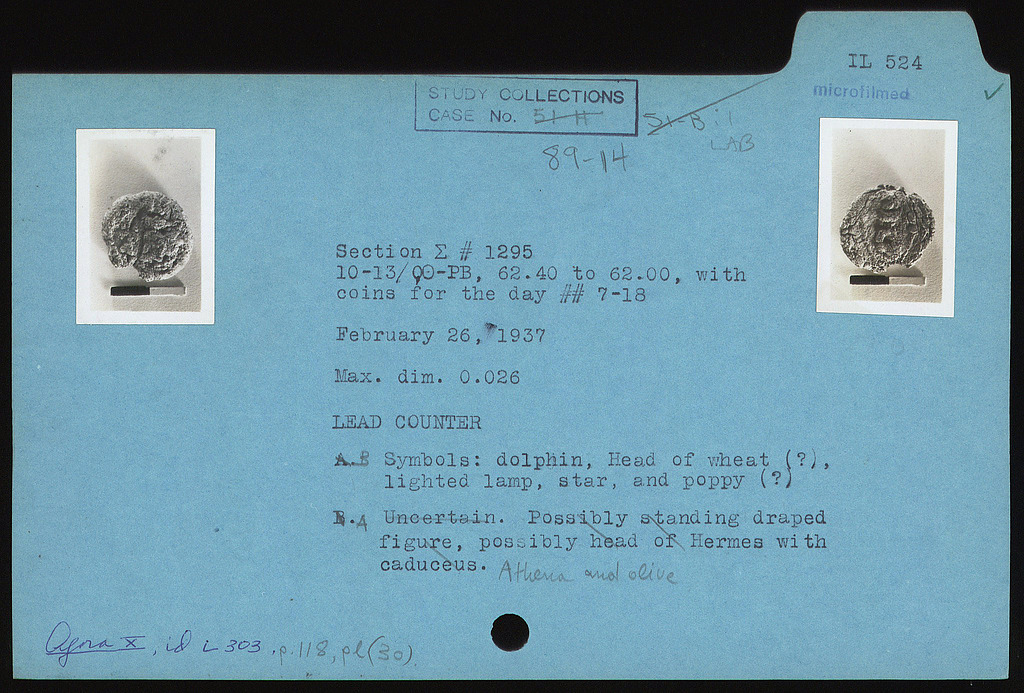 IL 524
microfilmed ✓
STUDY COLLECTIONS
CASE No. 51-H
51-B
LAB
89-14
Section Σ # 1295
10-13/ΟΟ-ΡΒ, 62.40 to 62.00, with
coins for the day ## 7-18
February 26, 1937
Max. dim. 0.026
LEAD COUNTER
A.B Symbols: dolphin, Head of wheat (?),
lighted lamp, star, and poppy (?)
B.A Uncertain. Possibly standing draped
figure, possibly head of Hermes with
caduceus. Athena and olive
Agora X, id L 303, p.118, pl(30).